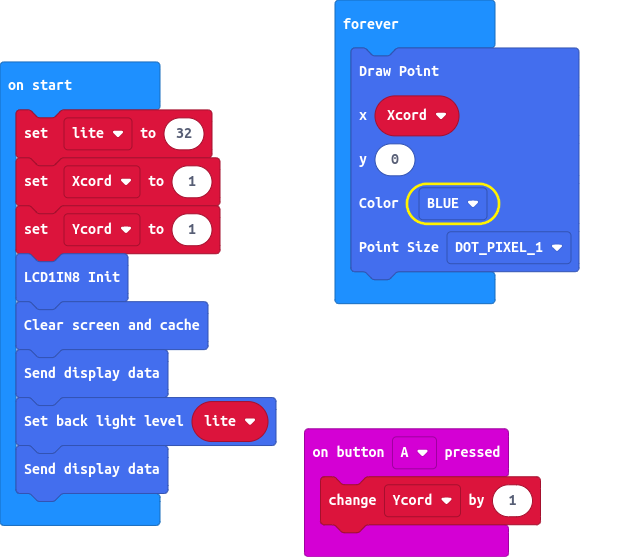 on start
set lite to 32
set Xcord to 1
set Ycord to 1
LCD1IN8 Init
Clear screen and cache
Send display data
Set back light level lite
Send display data
forever
Draw Point
x Xcord
y 0
Color BLUE
Point Size DOT_PIXEL_1
on button A pressed
change Ycord by 1